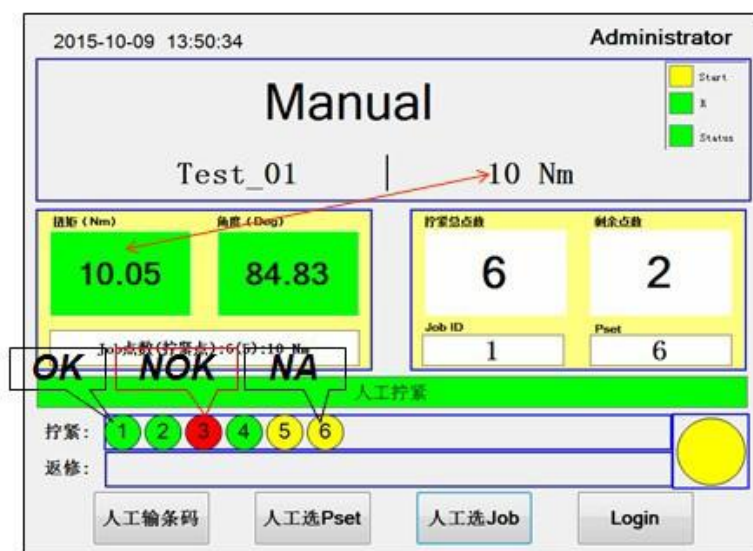 2015-10-09 13:50:34
Administrator
Manual
Start
R
Status
Test_01
10 Nm
扭矩 (Nm)
角度 (Deg)
拧紧总点数
剩余点数
10.05
84.83
6
2
Job点数(拧紧点):6(5):10 Nm
Job ID
Pset
1
6
OK
NOK
NA
人工拧紧
拧紧:
1 2 3 4 5 6
返修:
人工输条码
人工选Pset
人工选Job
Login